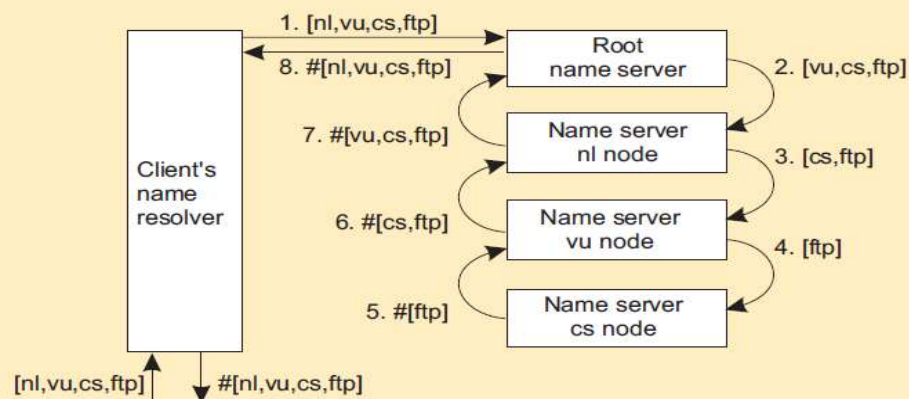 1. [nl,vu,cs,ftp]
8. #[nl,vu,cs,ftp]
Root
name server
2. [vu,cs,ftp]
7. #[vu,cs,ftp]
Name server
nl node
3. [cs,ftp]
Client's
name
resolver
6. #[cs,ftp]
Name server
vu node
4. [ftp]
5. #[ftp]
Name server
cs node
[nl,vu,cs,ftp]
#[nl,vu,cs,ftp]